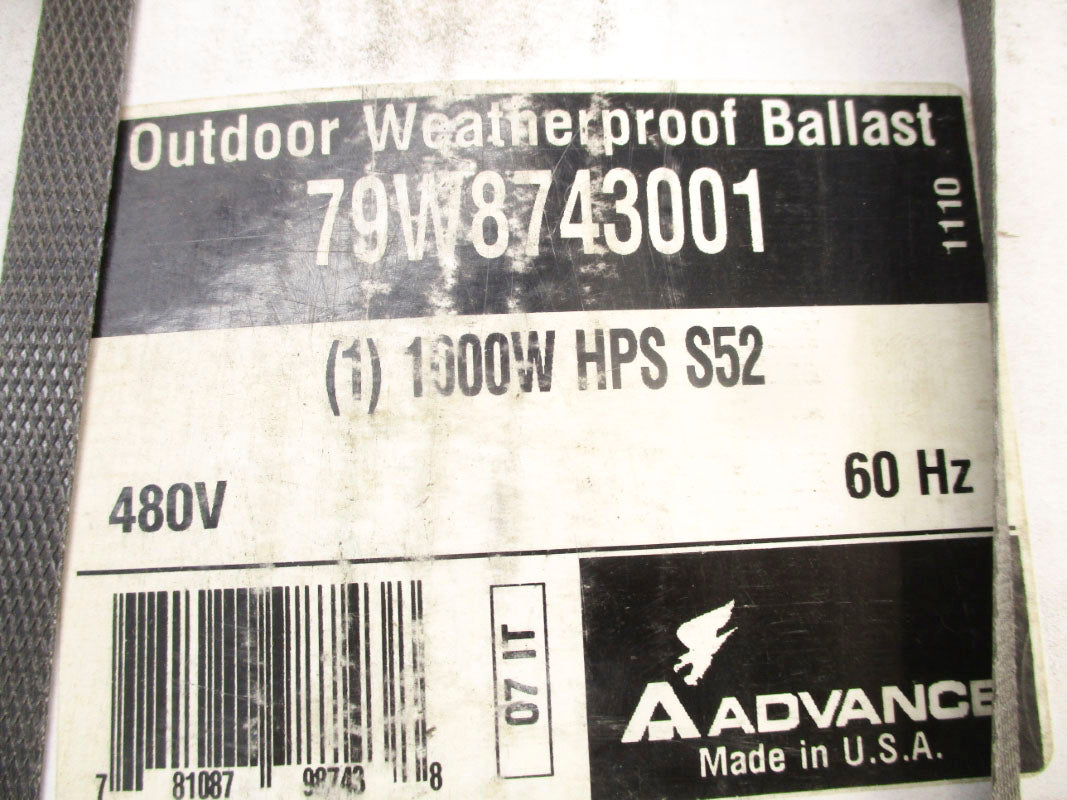 Outdoor Weatherproof Ballast
79W8743001
1110
(1) 1000W HPS S52
480V
60 Hz
7 81087 98743 8
07 IT
A ADVANCE
Made in U.S.A.